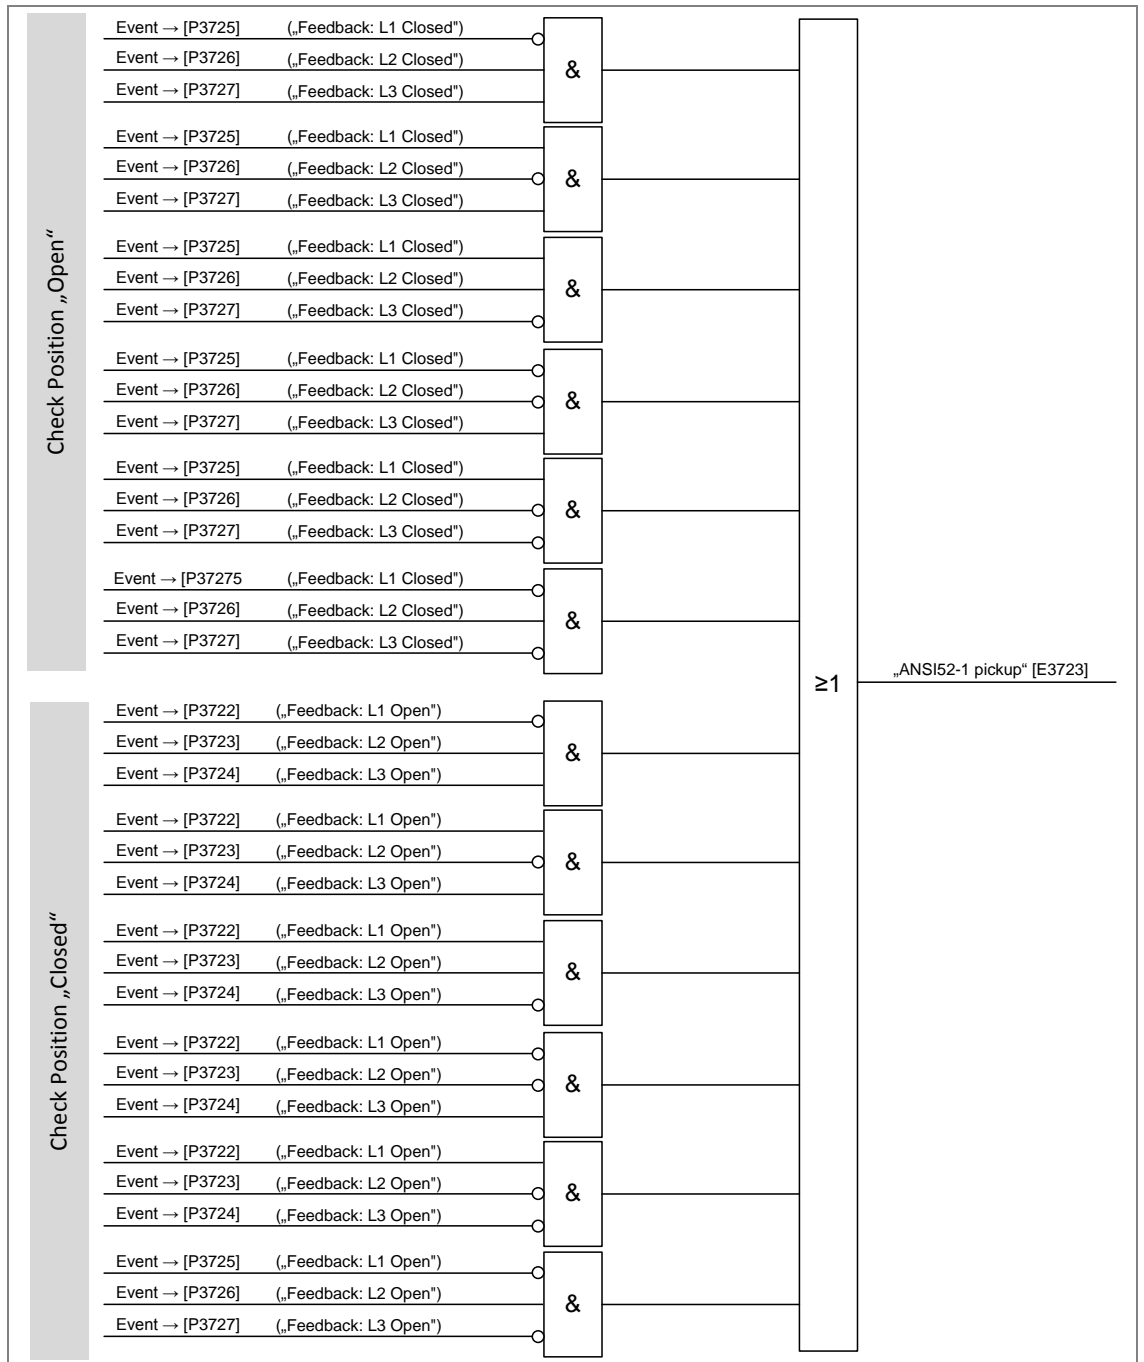 Check Position „Open“
Event → [P3725] („Feedback: L1 Closed")
Event → [P3726] („Feedback: L2 Closed")
Event → [P3727] („Feedback: L3 Closed")
&
Event → [P3725] („Feedback: L1 Closed")
Event → [P3726] („Feedback: L2 Closed")
Event → [P3727] („Feedback: L3 Closed")
&
Event → [P3725] („Feedback: L1 Closed")
Event → [P3726] („Feedback: L2 Closed")
Event → [P3727] („Feedback: L3 Closed")
&
Event → [P3725] („Feedback: L1 Closed")
Event → [P3726] („Feedback: L2 Closed")
Event → [P3727] („Feedback: L3 Closed")
&
Event → [P3725] („Feedback: L1 Closed")
Event → [P3726] („Feedback: L2 Closed")
Event → [P3727] („Feedback: L3 Closed")
&
Event → [P37275 („Feedback: L1 Closed")
Event → [P3726] („Feedback: L2 Closed")
Event → [P3727] („Feedback: L3 Closed")
&
Check Position „Closed“
Event → [P3722] („Feedback: L1 Open")
Event → [P3723] („Feedback: L2 Open")
Event → [P3724] („Feedback: L3 Open")
&
Event → [P3722] („Feedback: L1 Open")
Event → [P3723] („Feedback: L2 Open")
Event → [P3724] („Feedback: L3 Open")
&
Event → [P3722] („Feedback: L1 Open")
Event → [P3723] („Feedback: L2 Open")
Event → [P3724] („Feedback: L3 Open")
&
Event → [P3722] („Feedback: L1 Open")
Event → [P3723] („Feedback: L2 Open")
Event → [P3724] („Feedback: L3 Open")
&
Event → [P3722] („Feedback: L1 Open")
Event → [P3723] („Feedback: L2 Open")
Event → [P3724] („Feedback: L3 Open")
&
Event → [P3725] („Feedback: L1 Open")
Event → [P3726] („Feedback: L2 Open")
Event → [P3727] („Feedback: L3 Open")
&
≥1
„ANSI52-1 pickup“ [E3723]